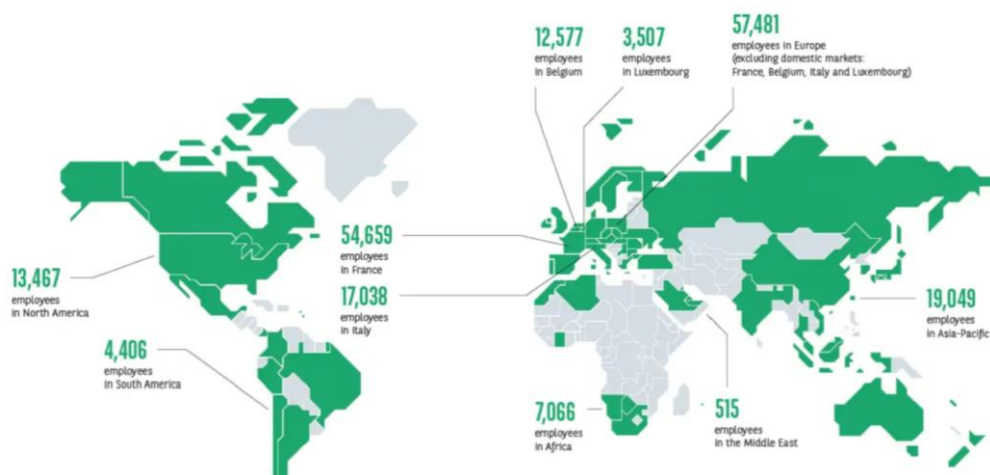 12,577
employees
in Belgium
3,507
employees
in Luxembourg
57,481
employees in Europe
(excluding domestic markets:
France, Belgium, Italy and Luxembourg)
54,659
employees
in France
13,467
employees
in North America
17,038
employees
in Italy
19,049
employees
in Asia-Pacific
4,406
employees
in South America
7,066
employees
in Africa
515
employees
in the Middle East